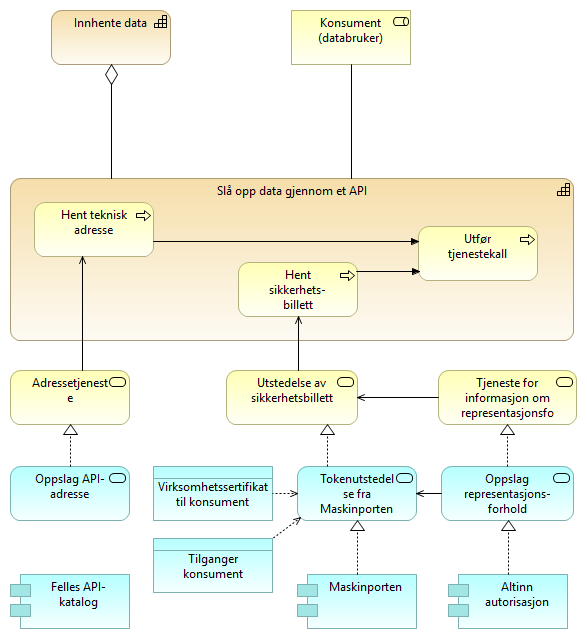 Innhente data
Konsument
(databruker)
Slå opp data gjennom et API
Hent teknisk
adresse
Utfør
tjenestekall
Hent
sikkerhets-
billett
Adressetjenest
e
Utstedelse av
sikkerhetsbillett
Tjeneste for
informasjon om
representasjonsfo
Oppslag API-
adresse
Virksomhetssertifikat
til konsument
Tokenutstedel
se fra
Maskinporten
Oppslag
representasjons-
forhold
Tilganger
konsument
Felles API-
katalog
Maskinporten
Altinn
autorisasjon